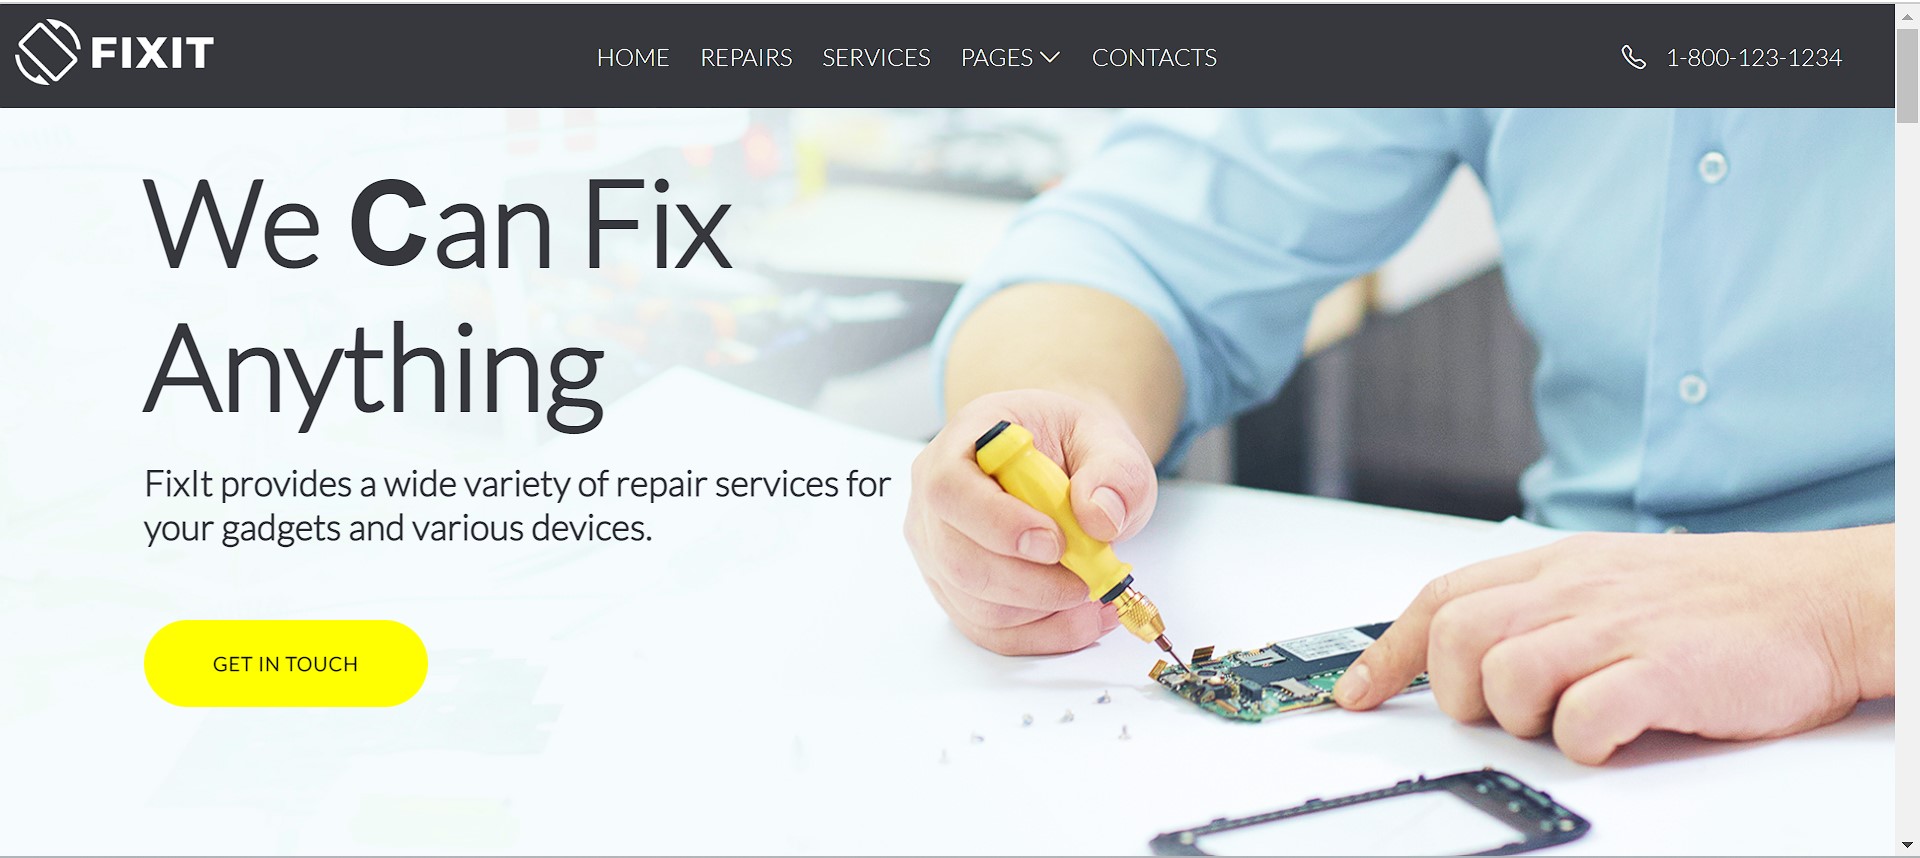 FIXIT
HOME REPAIRS SERVICES PAGES CONTACTS
1-800-123-1234
We Can Fix
Anything
FixIt provides a wide variety of repair services for
your gadgets and various devices.
GET IN TOUCH